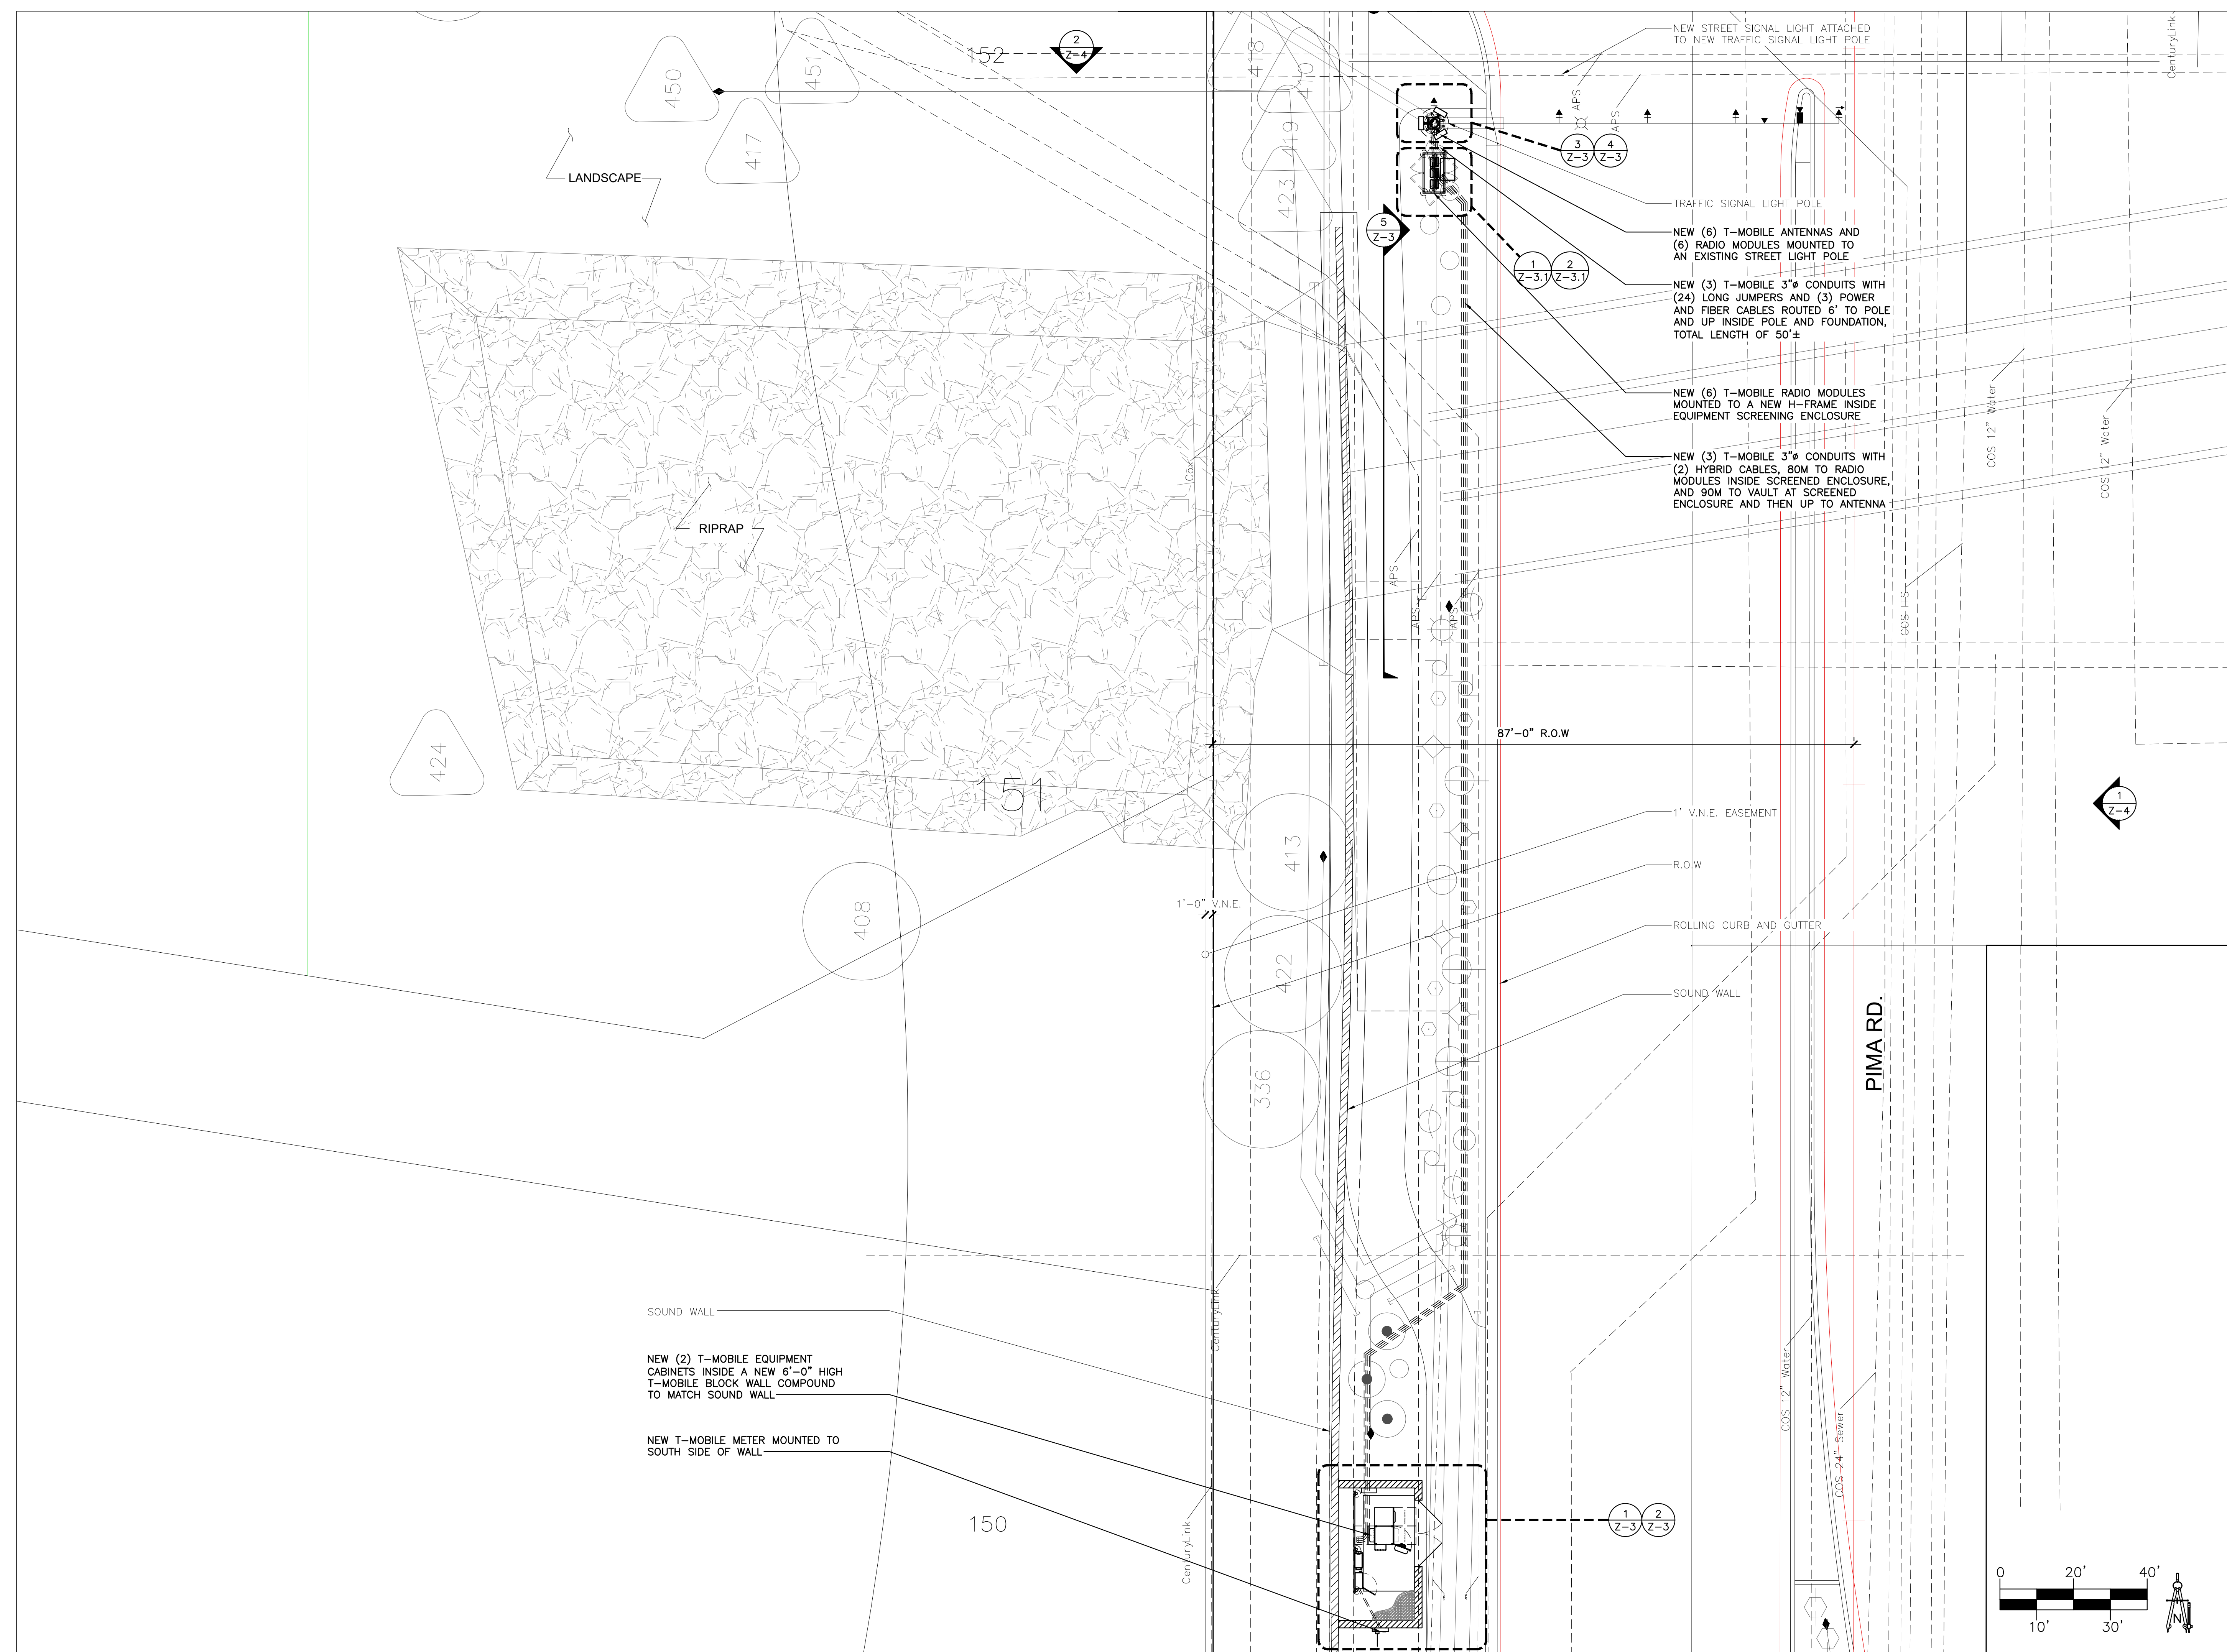 NEW STREET SIGNAL LIGHT ATTACHED
TO NEW TRAFFIC SIGNAL LIGHT POLE
CenturyLink
152
2
Z-4
450
451
417
418
410
419
423
APS
APS
3
Z-3
4
Z-3
LANDSCAPE
TRAFFIC SIGNAL LIGHT POLE
5
Z-3
NEW (6) T-MOBILE ANTENNAS AND
(6) RADIO MODULES MOUNTED TO
AN EXISTING STREET LIGHT POLE
1
Z-3.1
2
Z-3.1
NEW (3) T-MOBILE 3"ø CONDUITS WITH
(24) LONG JUMPERS AND (3) POWER
AND FIBER CABLES ROUTED 6' TO POLE
AND UP INSIDE POLE AND FOUNDATION,
TOTAL LENGTH OF 50'±
NEW (6) T-MOBILE RADIO MODULES
MOUNTED TO A NEW H-FRAME INSIDE
EQUIPMENT SCREENING ENCLOSURE
COS 12" Water
COS 12" Water
Cox
NEW (3) T-MOBILE 3"ø CONDUITS WITH
(2) HYBRID CABLES, 80M TO RADIO
MODULES INSIDE SCREENED ENCLOSURE,
AND 90M TO VAULT AT SCREENED
ENCLOSURE AND THEN UP TO ANTENNA
RIPRAP
APS
APS
APS
COS ITS
87'-0" R.O.W
424
151
1
Z-4
1' V.N.E. EASEMENT
413
R.O.W
408
1'-0" V.N.E.
ROLLING CURB AND GUTTER
422
SOUND WALL
PIMA RD.
336
E
E
CenturyLink
SOUND WALL
NEW (2) T-MOBILE EQUIPMENT
CABINETS INSIDE A NEW 6'-0" HIGH
T-MOBILE BLOCK WALL COMPOUND
TO MATCH SOUND WALL
COS 12" Water
COS 24" Sewer
NEW T-MOBILE METER MOUNTED TO
SOUTH SIDE OF WALL
150
CenturyLink
1
Z-3
2
Z-3
0 20' 40'
10' 30'
N